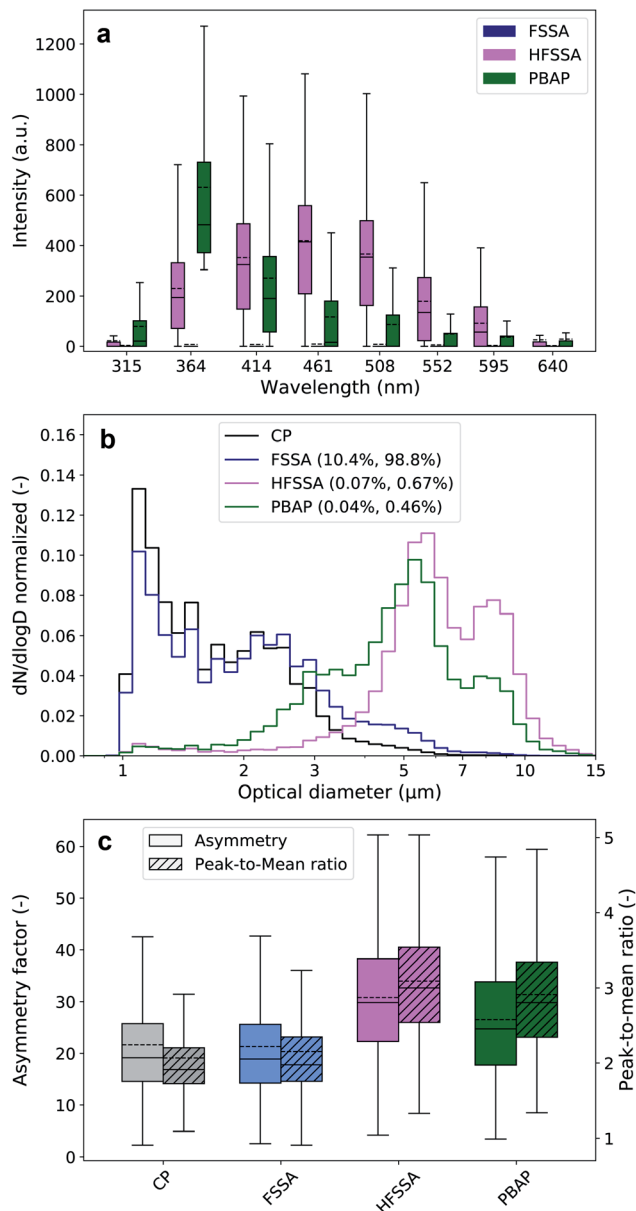 a
FSSA
HFSSA
PBAP
1200
1000
800
600
400
200
0
Intensity (a.u.)
315 364 414 461 508 552 595 640
Wavelength (nm)
b
CP
FSSA (10.4%, 98.8%)
HFSSA (0.07%, 0.67%)
PBAP (0.04%, 0.46%)
0.16
0.14
0.12
0.10
0.08
0.06
0.04
0.02
0.00
dN/dlogD normalized (-)
1 2 3 5 7 10 15
Optical diameter (μm)
c
Asymmetry
Peak-to-Mean ratio
60
50
40
30
20
10
0
Asymmetry factor (-)
5
4
3
2
1
Peak-to-mean ratio (-)
CP FSSA HFSSA PBAP